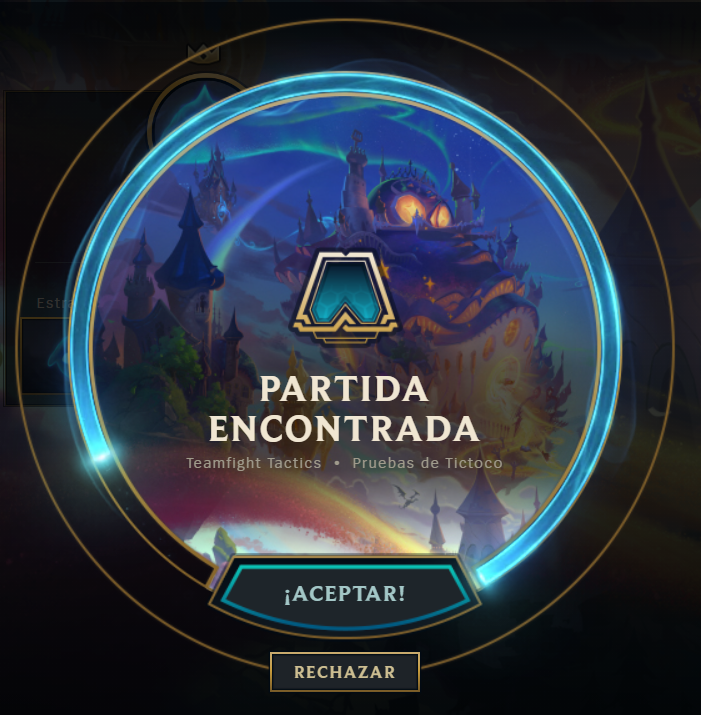 PARTIDA
ENCONTRADA
Teamfight Tactics • Pruebas de Tictoco
¡ACEPTAR!
RECHAZAR